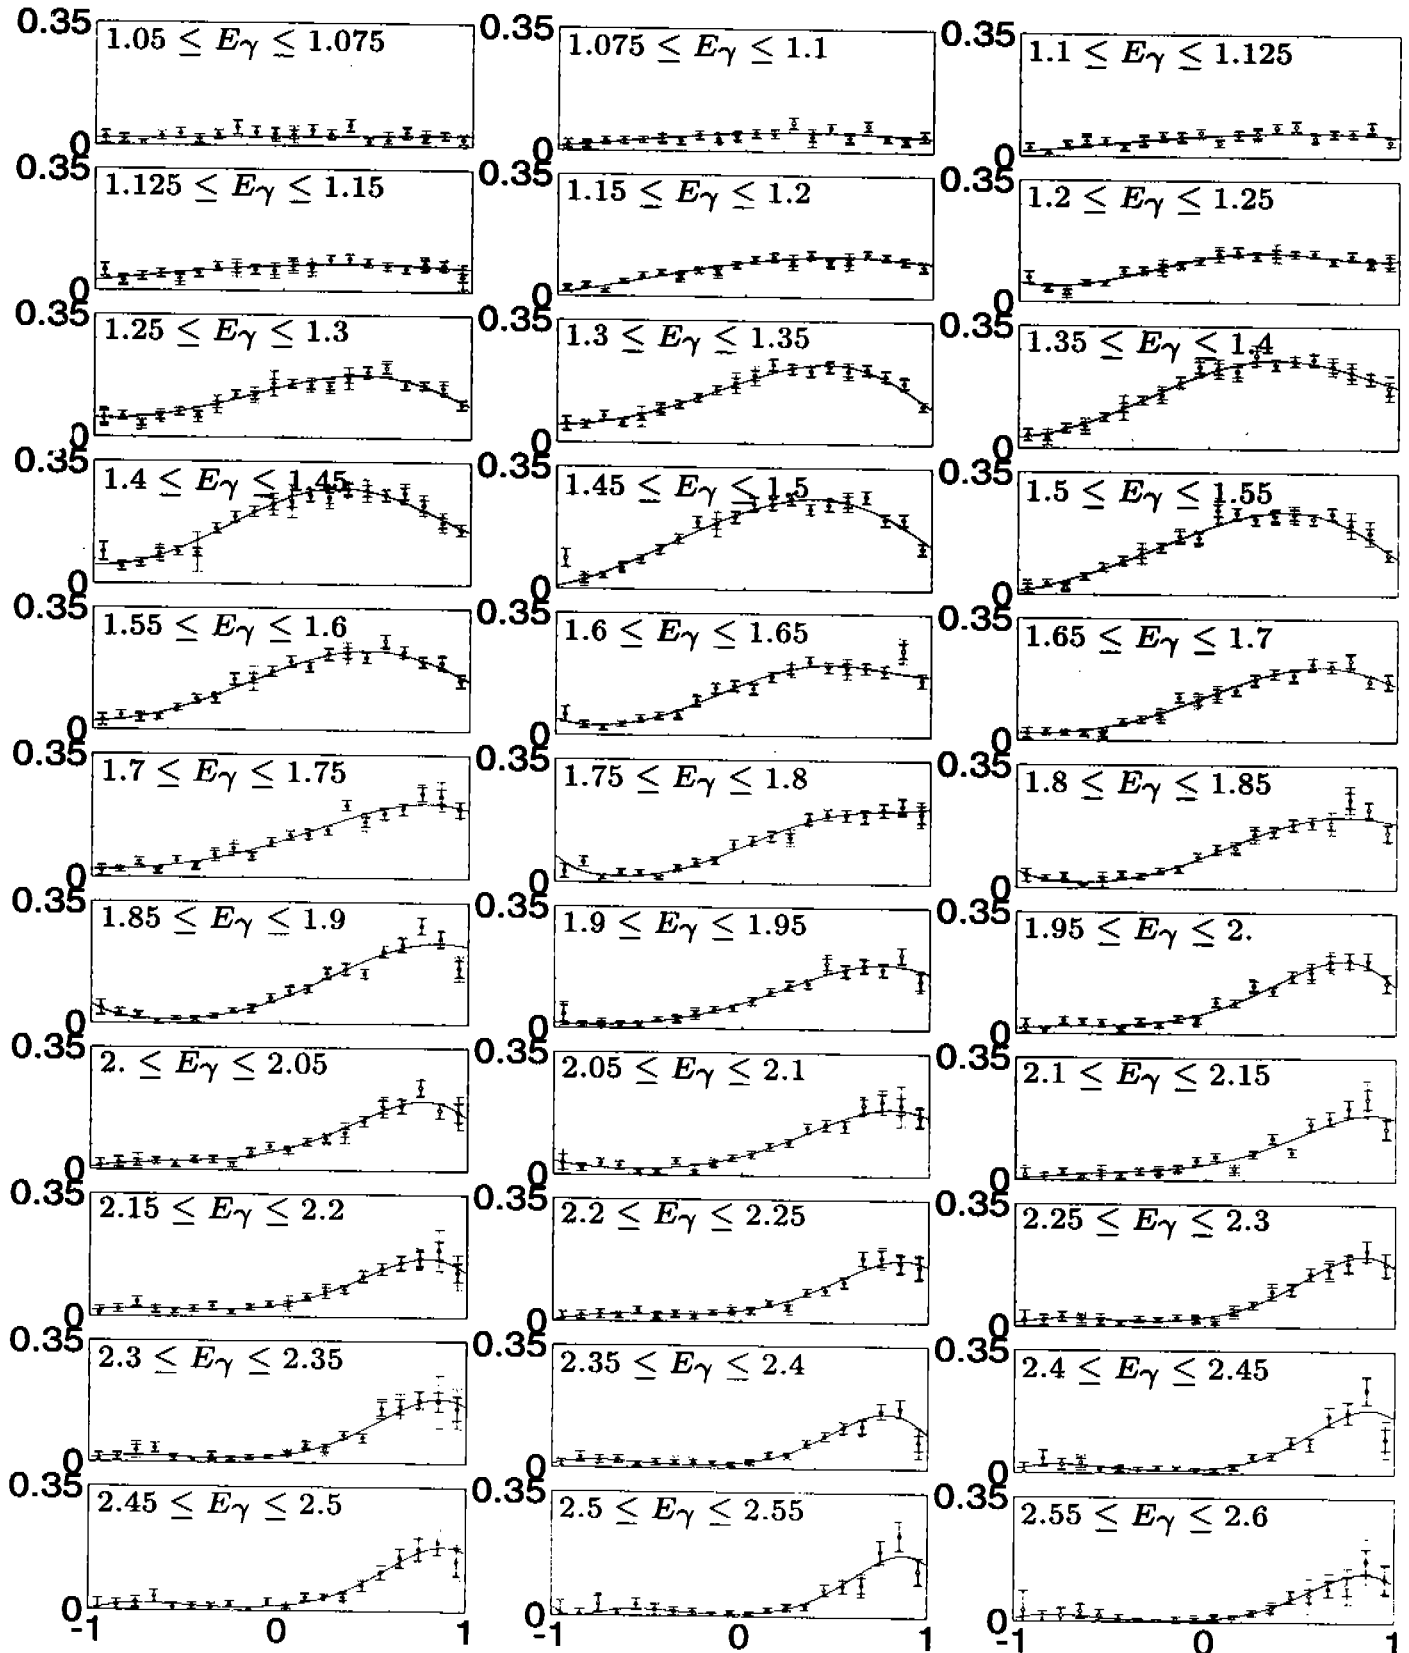 0.35 1.05 ≤ Eγ ≤ 1.075 0
0.35 1.075 ≤ Eγ ≤ 1.1 0
0.35 1.1 ≤ Eγ ≤ 1.125 0
0.35 1.125 ≤ Eγ ≤ 1.15 0
0.35 1.15 ≤ Eγ ≤ 1.2 0
0.35 1.2 ≤ Eγ ≤ 1.25 0
0.35 1.25 ≤ Eγ ≤ 1.3 0
0.35 1.3 ≤ Eγ ≤ 1.35 0
0.35 1.35 ≤ Eγ ≤ 1.4 0
0.35 1.4 ≤ Eγ ≤ 1.45 0
0.35 1.45 ≤ Eγ ≤ 1.5 0
0.35 1.5 ≤ Eγ ≤ 1.55 0
0.35 1.55 ≤ Eγ ≤ 1.6 0
0.35 1.6 ≤ Eγ ≤ 1.65 0
0.35 1.65 ≤ Eγ ≤ 1.7 0
0.35 1.7 ≤ Eγ ≤ 1.75 0
0.35 1.75 ≤ Eγ ≤ 1.8 0
0.35 1.8 ≤ Eγ ≤ 1.85 0
0.35 1.85 ≤ Eγ ≤ 1.9 0
0.35 1.9 ≤ Eγ ≤ 1.95 0
0.35 1.95 ≤ Eγ ≤ 2. 0
0.35 2. ≤ Eγ ≤ 2.05 0
0.35 2.05 ≤ Eγ ≤ 2.1 0
0.35 2.1 ≤ Eγ ≤ 2.15 0
0.35 2.15 ≤ Eγ ≤ 2.2 0
0.35 2.2 ≤ Eγ ≤ 2.25 0
0.35 2.25 ≤ Eγ ≤ 2.3 0
0.35 2.3 ≤ Eγ ≤ 2.35 0
0.35 2.35 ≤ Eγ ≤ 2.4 0
0.35 2.4 ≤ Eγ ≤ 2.45 0
0.35 2.45 ≤ Eγ ≤ 2.5 0
0.35 2.5 ≤ Eγ ≤ 2.55 0
0.35 2.55 ≤ Eγ ≤ 2.6 0
-1 0 1
-1 0 1
-1 0 1